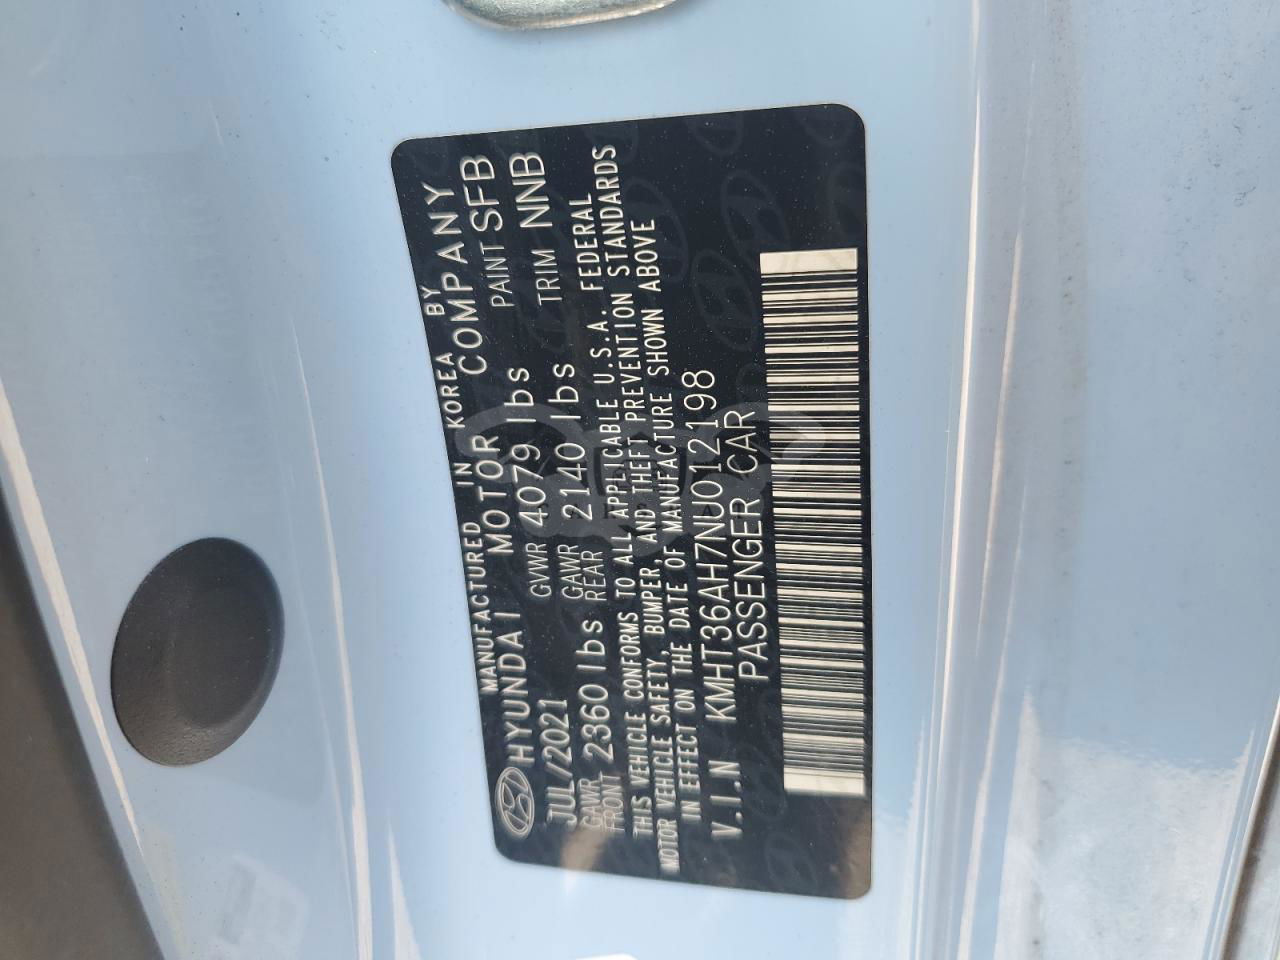 MANUFACTURED IN KOREA BY
HYUNDAI MOTOR COMPANY
JUL/2021 GVWR 4079 lbs PAINT SFB
GAWR FRONT 2360 lbs GAWR REAR 2140 lbs TRIM NNB
THIS VEHICLE CONFORMS TO ALL APPLICABLE U.S.A. FEDERAL
MOTOR VEHICLE SAFETY, BUMPER, AND THEFT PREVENTION STANDARDS
IN EFFECT ON THE DATE OF MANUFACTURE SHOWN ABOVE
V.I.N KMHT36AH7NU012198
PASSENGER CAR